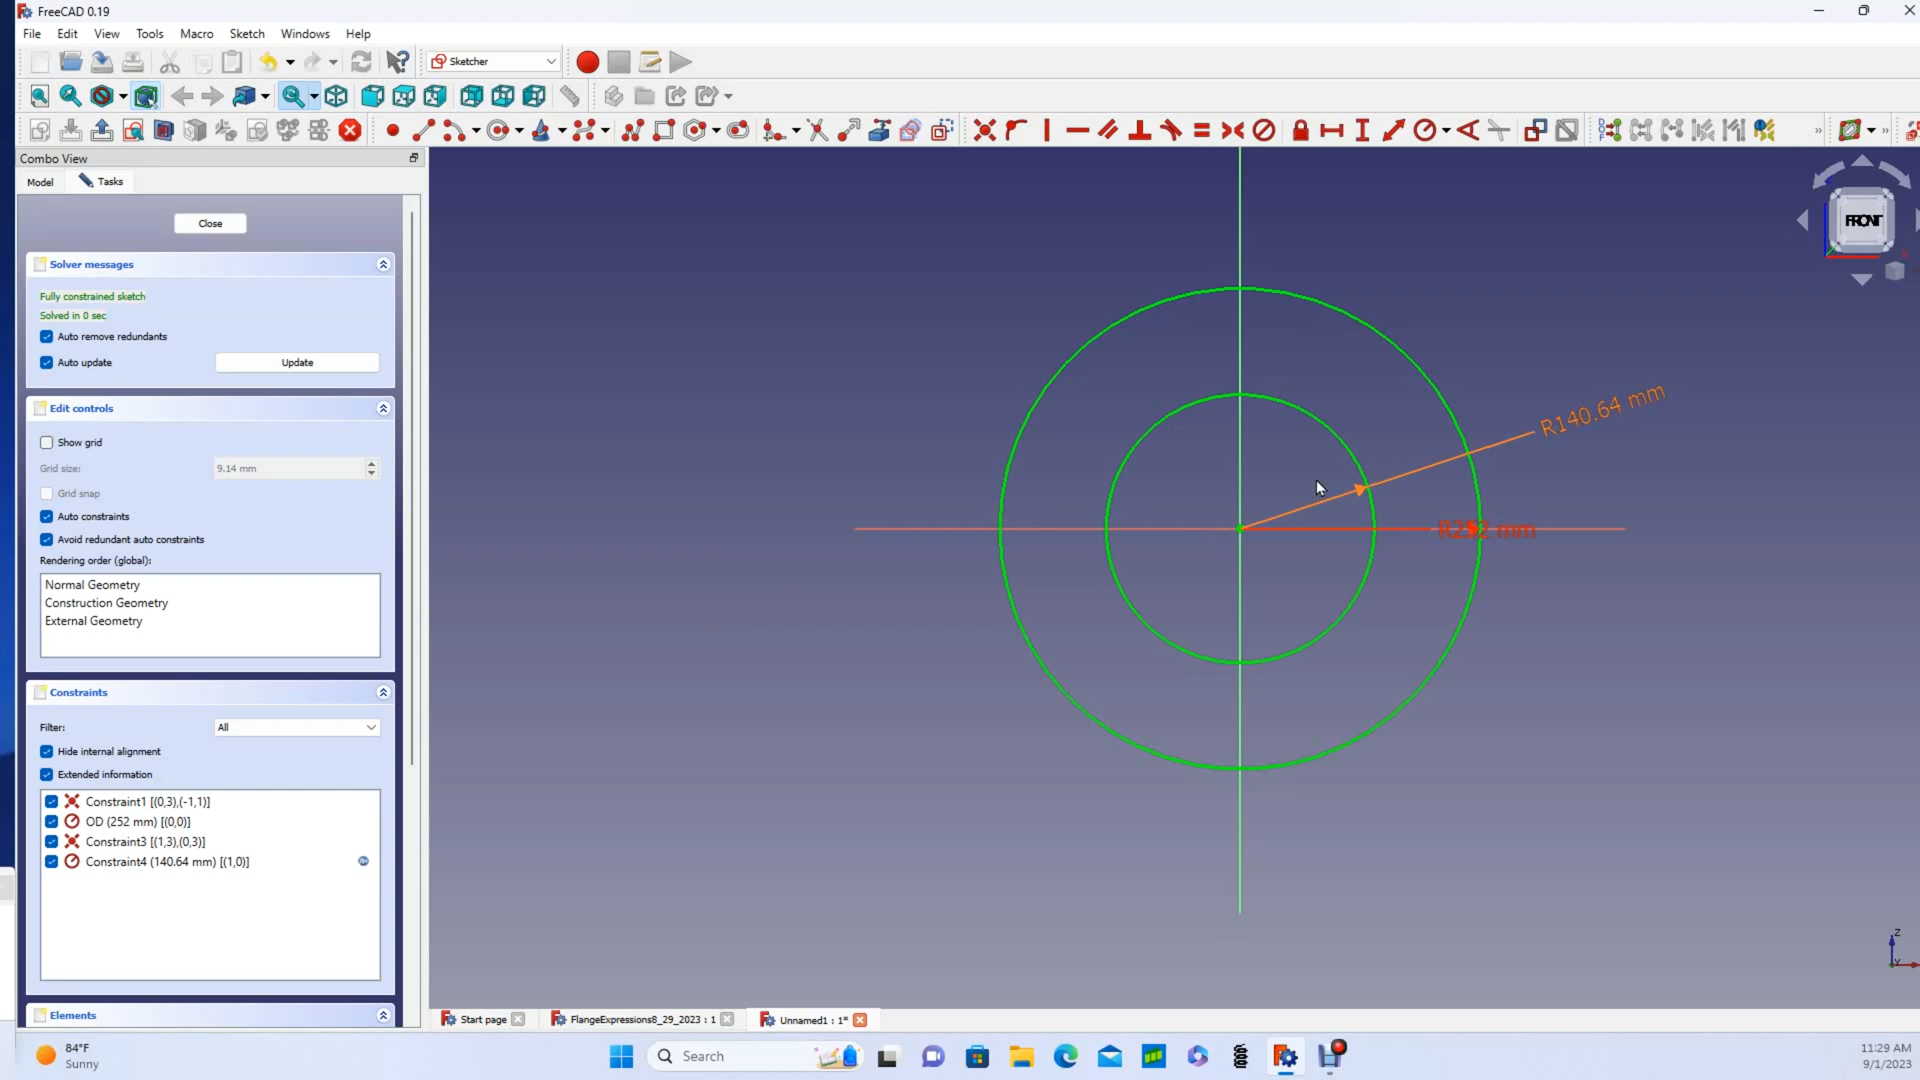 FreeCAD 0.19
File Edit View Tools Macro Sketch Windows Help
Sketcher
Combo View
Model Tasks
Close
Solver messages
Fully constrained sketch
Solved in 0 sec
Auto remove redundants
Auto update Update
Edit controls
Show grid
Grid size: 9.14 mm
Grid snap
Auto constraints
Avoid redundant auto constraints
Rendering order (global):
Normal Geometry
Construction Geometry
External Geometry
Constraints
Filter: All
Hide internal alignment
Extended information
Constraint1 [(0,3),(-1,1)]
OD (252 mm) [(0,0)]
Constraint3 [(1,3),(0,3)]
Constraint4 (140.64 mm) [(1,0)]
Elements
R140.64 mm
R252 mm
FRONT
Z
Y
Start page FlangeExpressions8_29_2023 : 1 Unnamed1 : 1*
84°F
Sunny
Search
11:29 AM
9/1/2023